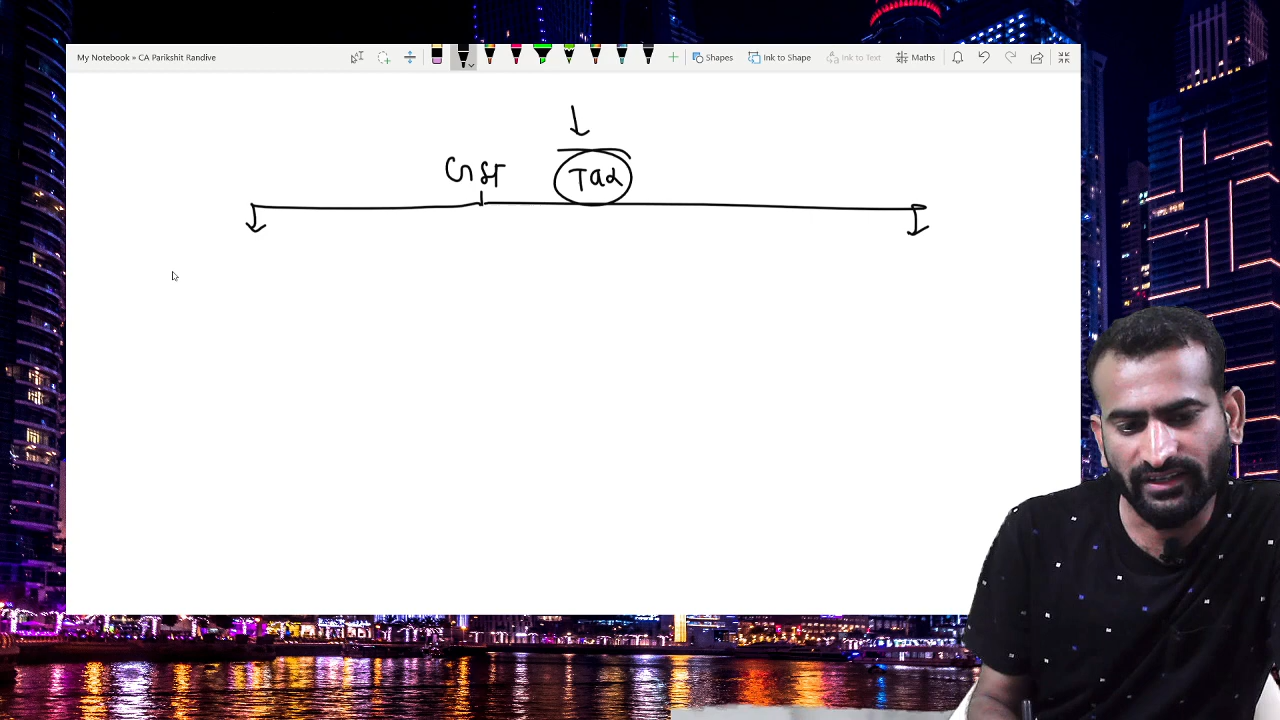 My Notebook » CA Parikshit Randive
Shapes
Ink to Shape
Ink to Text
Maths
GST
Tax